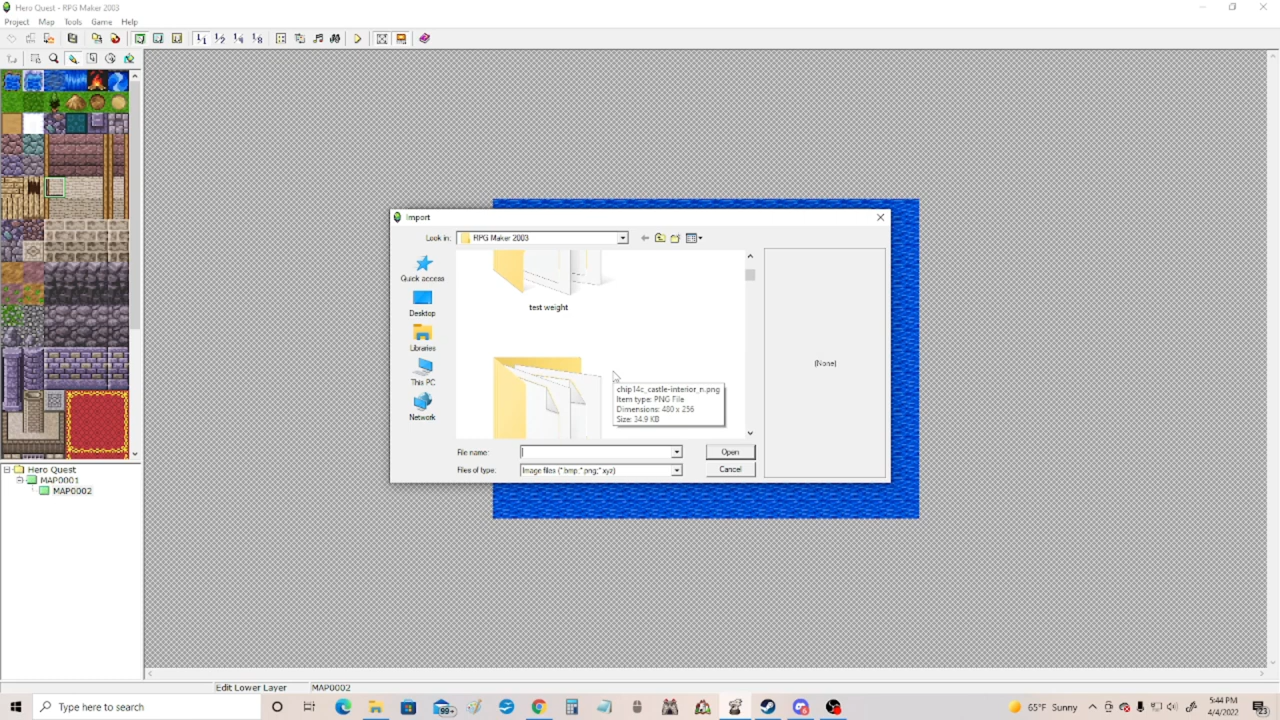 Hero Quest - RPG Maker 2003
Project Map Tools Game Help
Import
Look in: RPG Maker 2003
Quick access
Desktop
Libraries
This PC
Network
test weight
chip14c_castle-interior_n.png
Item type: PNG File
Dimensions: 480 x 256
Size: 34.9 KB
(None)
File name:
Open
Files of type: Image files (*.bmp;*.png;*.xyz)
Cancel
Hero Quest
MAP0001
MAP0002
Edit Lower Layer MAP0002
Type here to search
99+
65°F Sunny
5:44 PM
4/4/2022